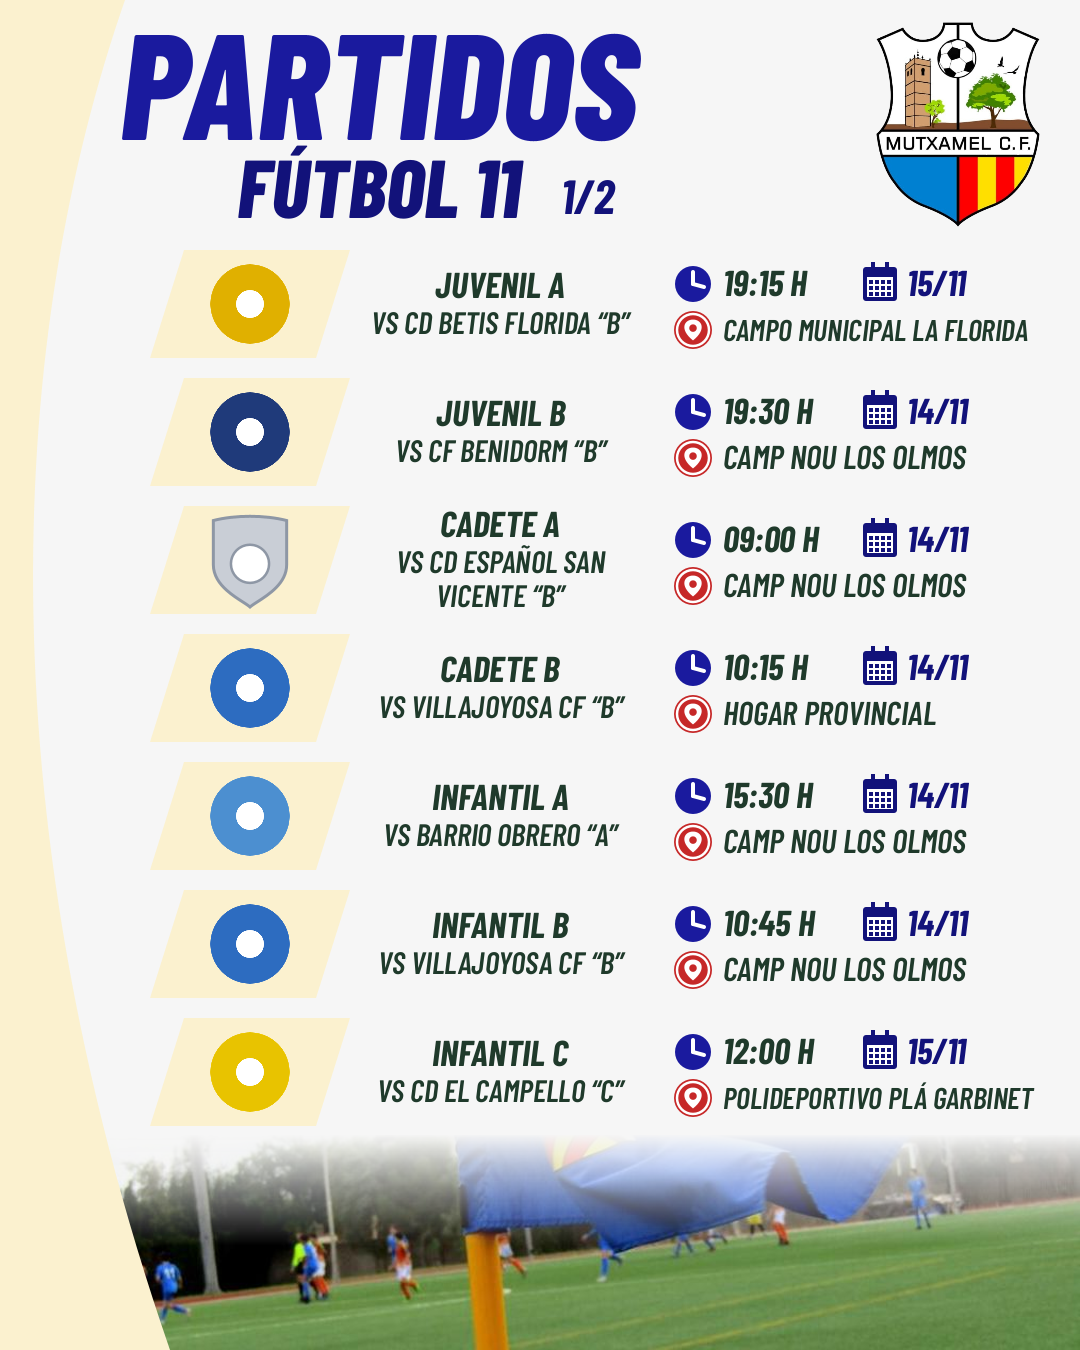 PARTIDOS
FÚTBOL 11 1/2
MUTXAMEL C.F.
JUVENIL A
VS CD BETIS FLORIDA “B”
19:15 H 15/11
CAMPO MUNICIPAL LA FLORIDA
JUVENIL B
VS CF BENIDORM “B”
19:30 H 14/11
CAMP NOU LOS OLMOS
CADETE A
VS CD ESPAÑOL SAN
VICENTE “B”
09:00 H 14/11
CAMP NOU LOS OLMOS
CADETE B
VS VILLAJOYOSA CF “B”
10:15 H 14/11
HOGAR PROVINCIAL
INFANTIL A
VS BARRIO OBRERO “A”
15:30 H 14/11
CAMP NOU LOS OLMOS
INFANTIL B
VS VILLAJOYOSA CF “B”
10:45 H 14/11
CAMP NOU LOS OLMOS
INFANTIL C
VS CD EL CAMPELLO “C”
12:00 H 15/11
POLIDEPORTIVO PLÁ GARBINET